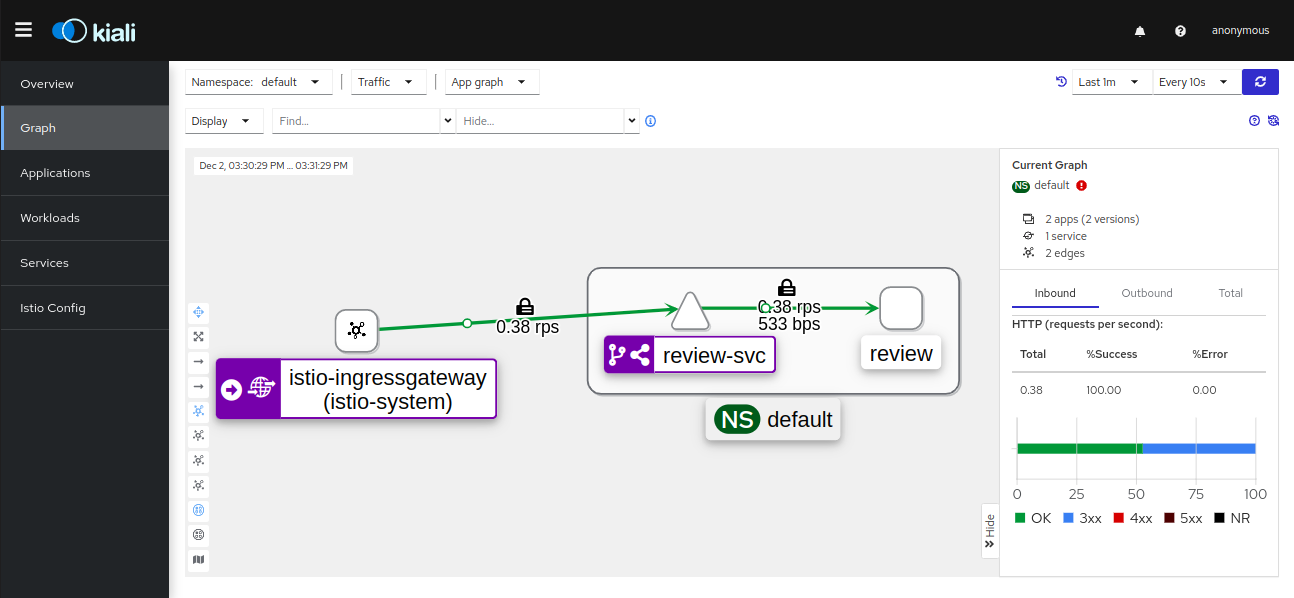 kiali
anonymous
Overview
Graph
Applications
Workloads
Services
Istio Config
Namespace: default
Traffic
App graph
Last 1m
Every 10s
Display
Find...
Hide...
Dec 2, 03:30:29 PM ... 03:31:29 PM
0.38 rps
0.38 rps
533 bps
istio-ingressgateway
(istio-system)
review-svc
review
NS default
Hide
Current Graph
NS default
2 apps (2 versions)
1 service
2 edges
Inbound
Outbound
Total
HTTP (requests per second):
Total %Success %Error
0.38 100.00 0.00
0 25 50 75 100
OK 3xx 4xx 5xx NR